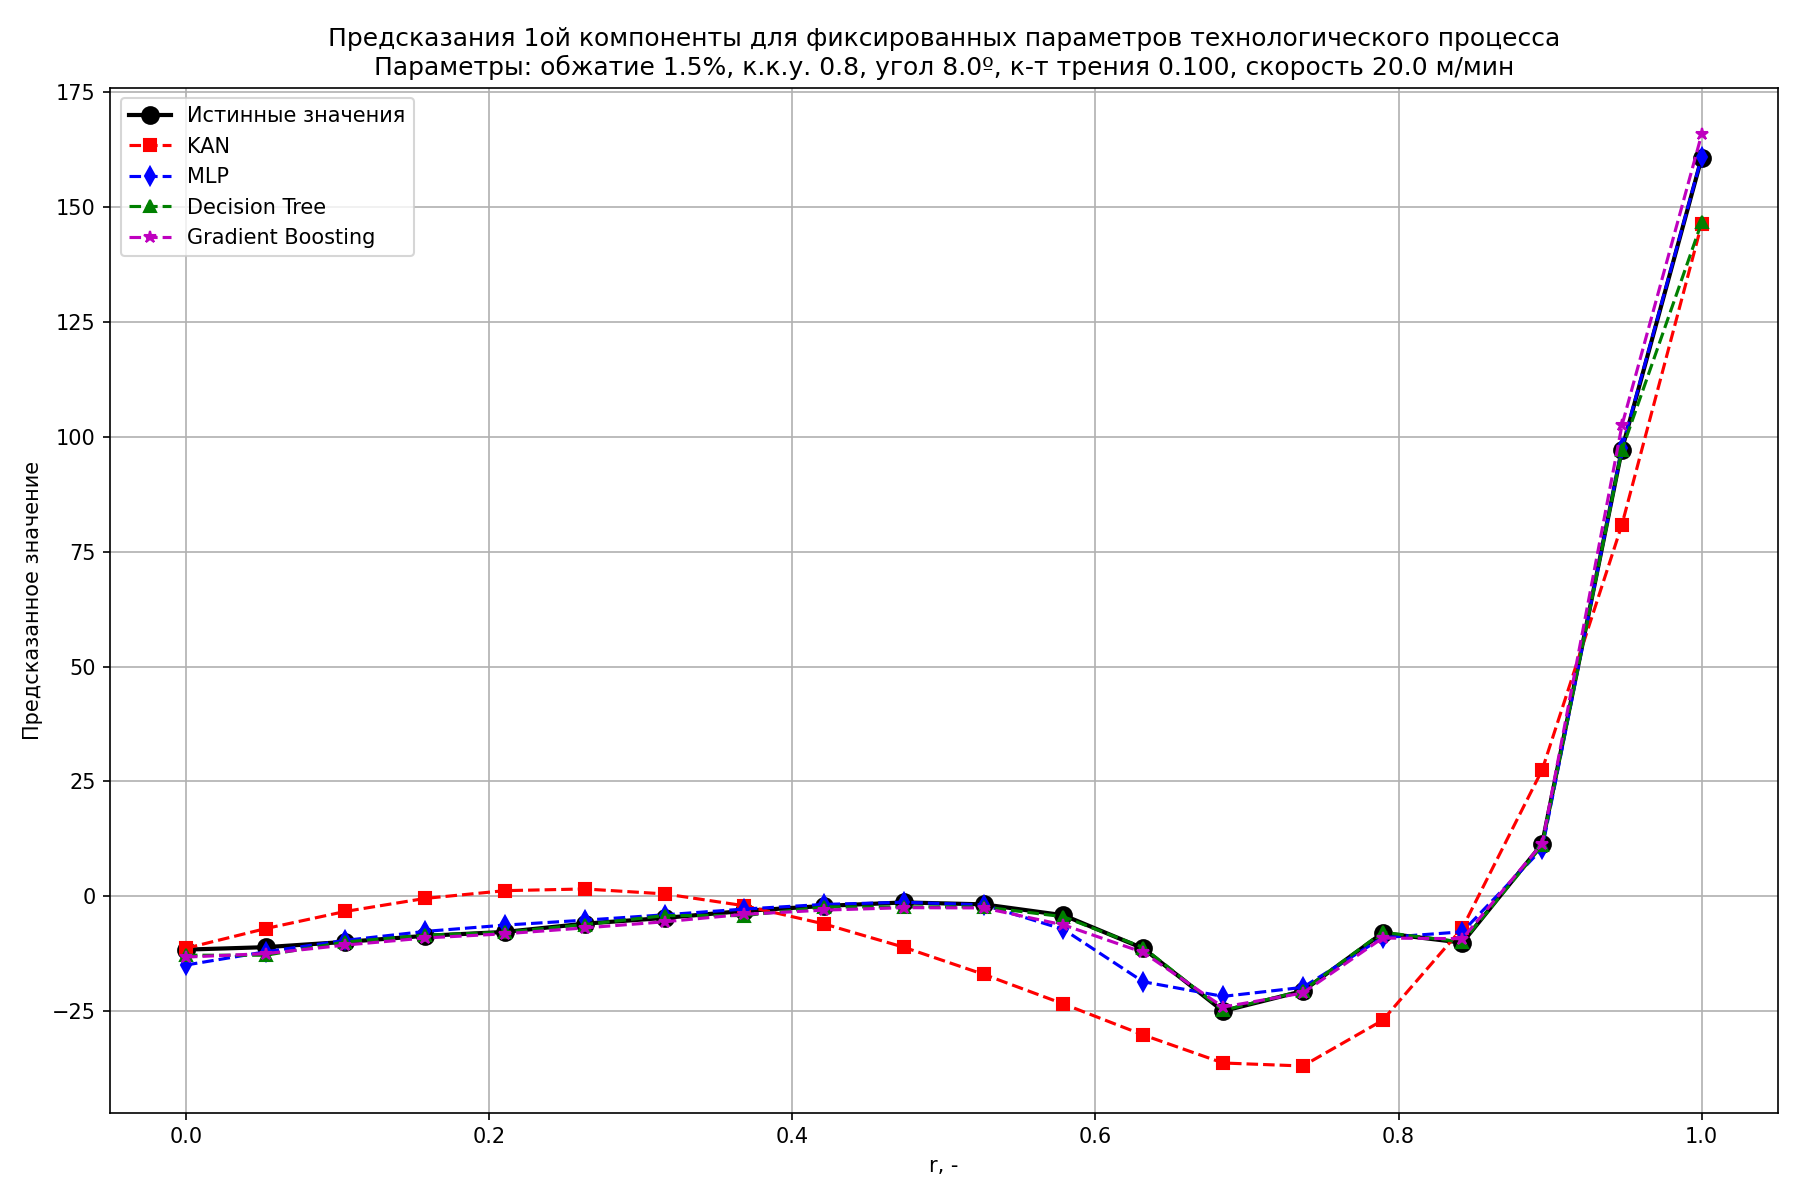 Предсказания 1ой компоненты для фиксированных параметров технологического процесса
Параметры: обжатие 1.5%, к.к.у. 0.8, угол 8.0º, к-т трения 0.100, скорость 20.0 м/мин
Истинные значения
KAN
MLP
Decision Tree
Gradient Boosting
Предсказанное значение
175
150
125
100
75
50
25
0
−25
0.0 0.2 0.4 0.6 0.8 1.0
r, -